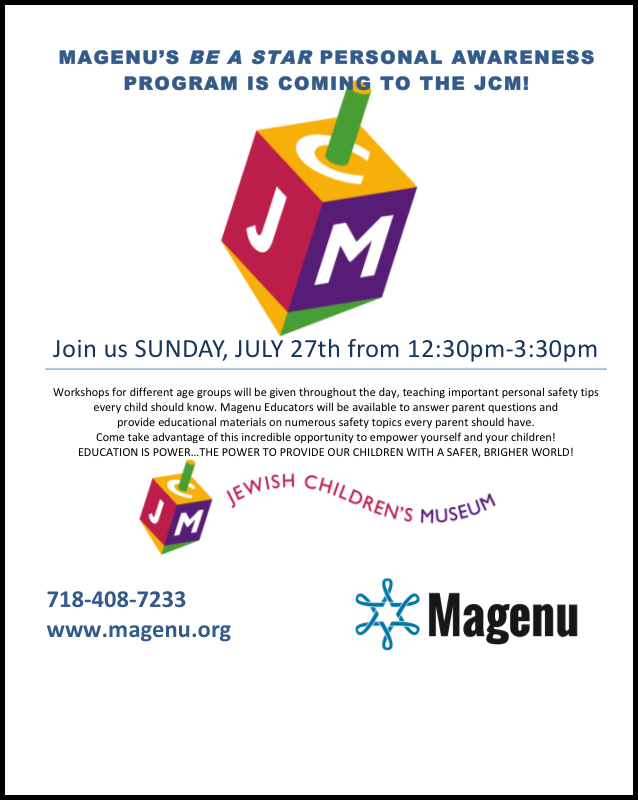 MAGENU'S BE A STAR PERSONAL AWARENESS
PROGRAM IS COMING TO THE JCM!
C
J
M
Join us SUNDAY, JULY 27th from 12:30pm-3:30pm
Workshops for different age groups will be given throughout the day, teaching important personal safety tips
every child should know. Magenu Educators will be available to answer parent questions and
provide educational materials on numerous safety topics every parent should have.
Come take advantage of this incredible opportunity to empower yourself and your children!
EDUCATION IS POWER...THE POWER TO PROVIDE OUR CHILDREN WITH A SAFER, BRIGHER WORLD!
C
J
M
JEWISH CHILDREN'S MUSEUM
718-408-7233
www.magenu.org
Magenu